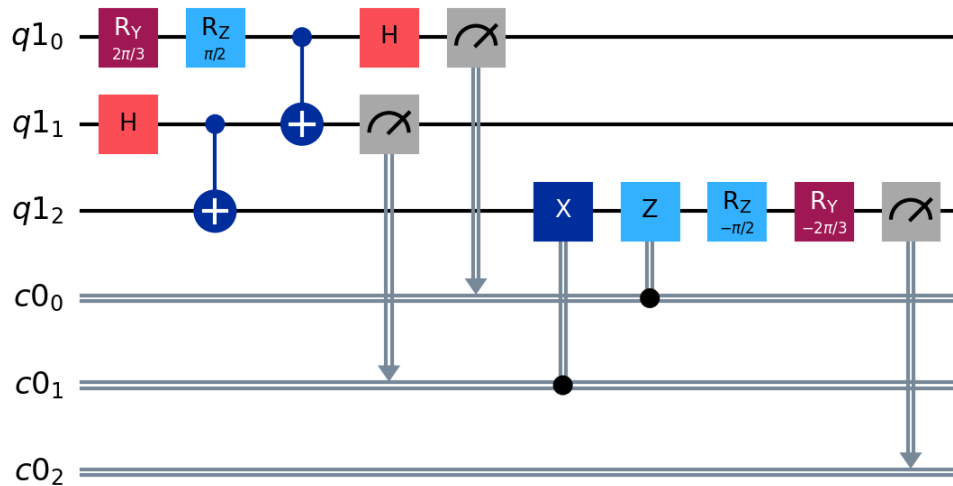 q1₀ R_Y 2π/3 R_Z π/2 H
q1₁ H
q1₂ X Z R_Z −π/2 R_Y −2π/3
c0₀
c0₁
c0₂